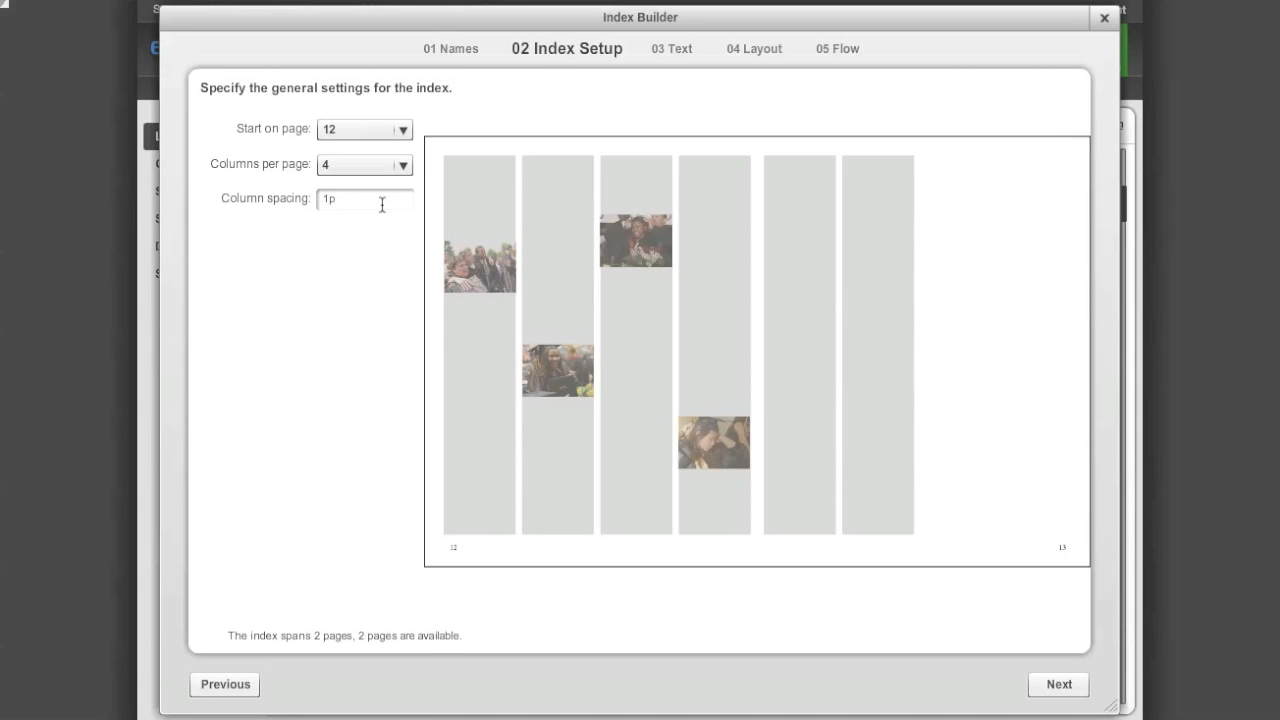 Index Builder
01 Names 02 Index Setup 03 Text 04 Layout 05 Flow
Specify the general settings for the index.
Start on page: 12
Columns per page: 4
Column spacing: 1p
12
13
The index spans 2 pages, 2 pages are available.
Previous
Next